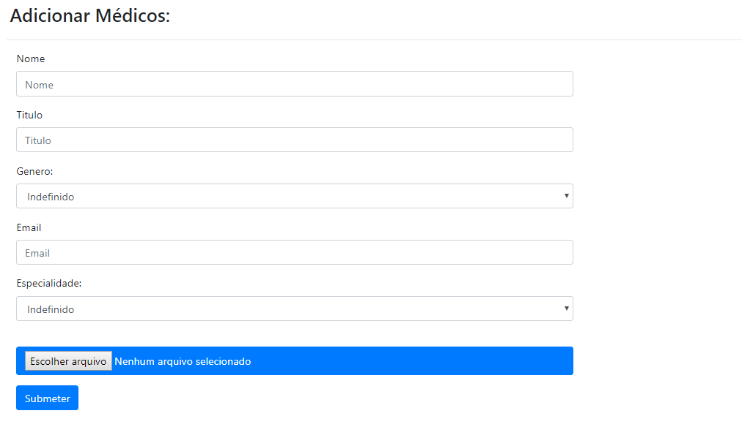 Adicionar Médicos:
Nome
Nome
Titulo
Titulo
Genero:
Indefinido
Email
Email
Especialidade:
Indefinido
Escolher arquivo Nenhum arquivo selecionado
Submeter